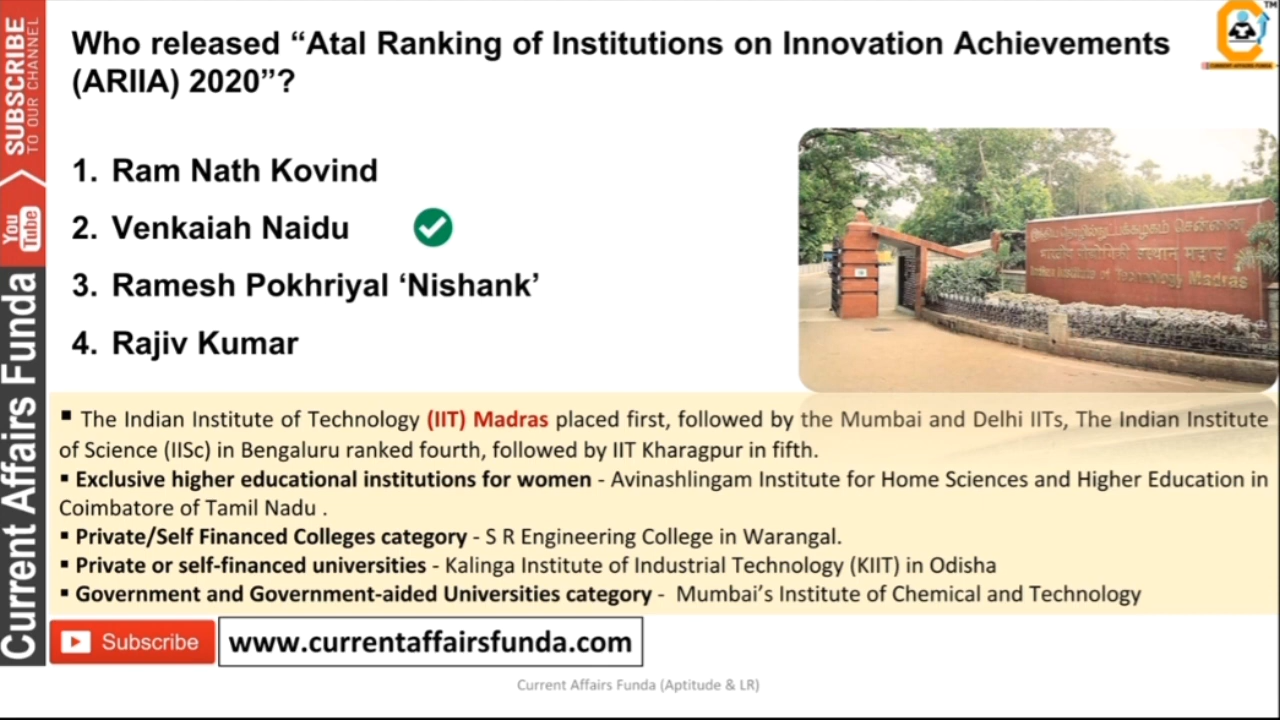 SUBSCRIBE
TO OUR CHANNEL
You
Tube
Current Affairs Funda
TM
CURRENT AFFAIRS FUNDA
Who released “Atal Ranking of Institutions on Innovation Achievements
(ARIIA) 2020”?
1. Ram Nath Kovind
2. Venkaiah Naidu
3. Ramesh Pokhriyal ‘Nishank’
4. Rajiv Kumar
भारतीय प्रौद्योगिकी संस्थान मद्रास
Indian Institute of Technology Madras
▪ The Indian Institute of Technology (IIT) Madras placed first, followed by the Mumbai and Delhi IITs, The Indian Institute
of Science (IISc) in Bengaluru ranked fourth, followed by IIT Kharagpur in fifth.
▪ Exclusive higher educational institutions for women - Avinashlingam Institute for Home Sciences and Higher Education in
Coimbatore of Tamil Nadu .
▪ Private/Self Financed Colleges category - S R Engineering College in Warangal.
▪ Private or self-financed universities - Kalinga Institute of Industrial Technology (KIIT) in Odisha
▪ Government and Government-aided Universities category - Mumbai’s Institute of Chemical and Technology
Subscribe
www.currentaffairsfunda.com
Current Affairs Funda (Aptitude & LR)